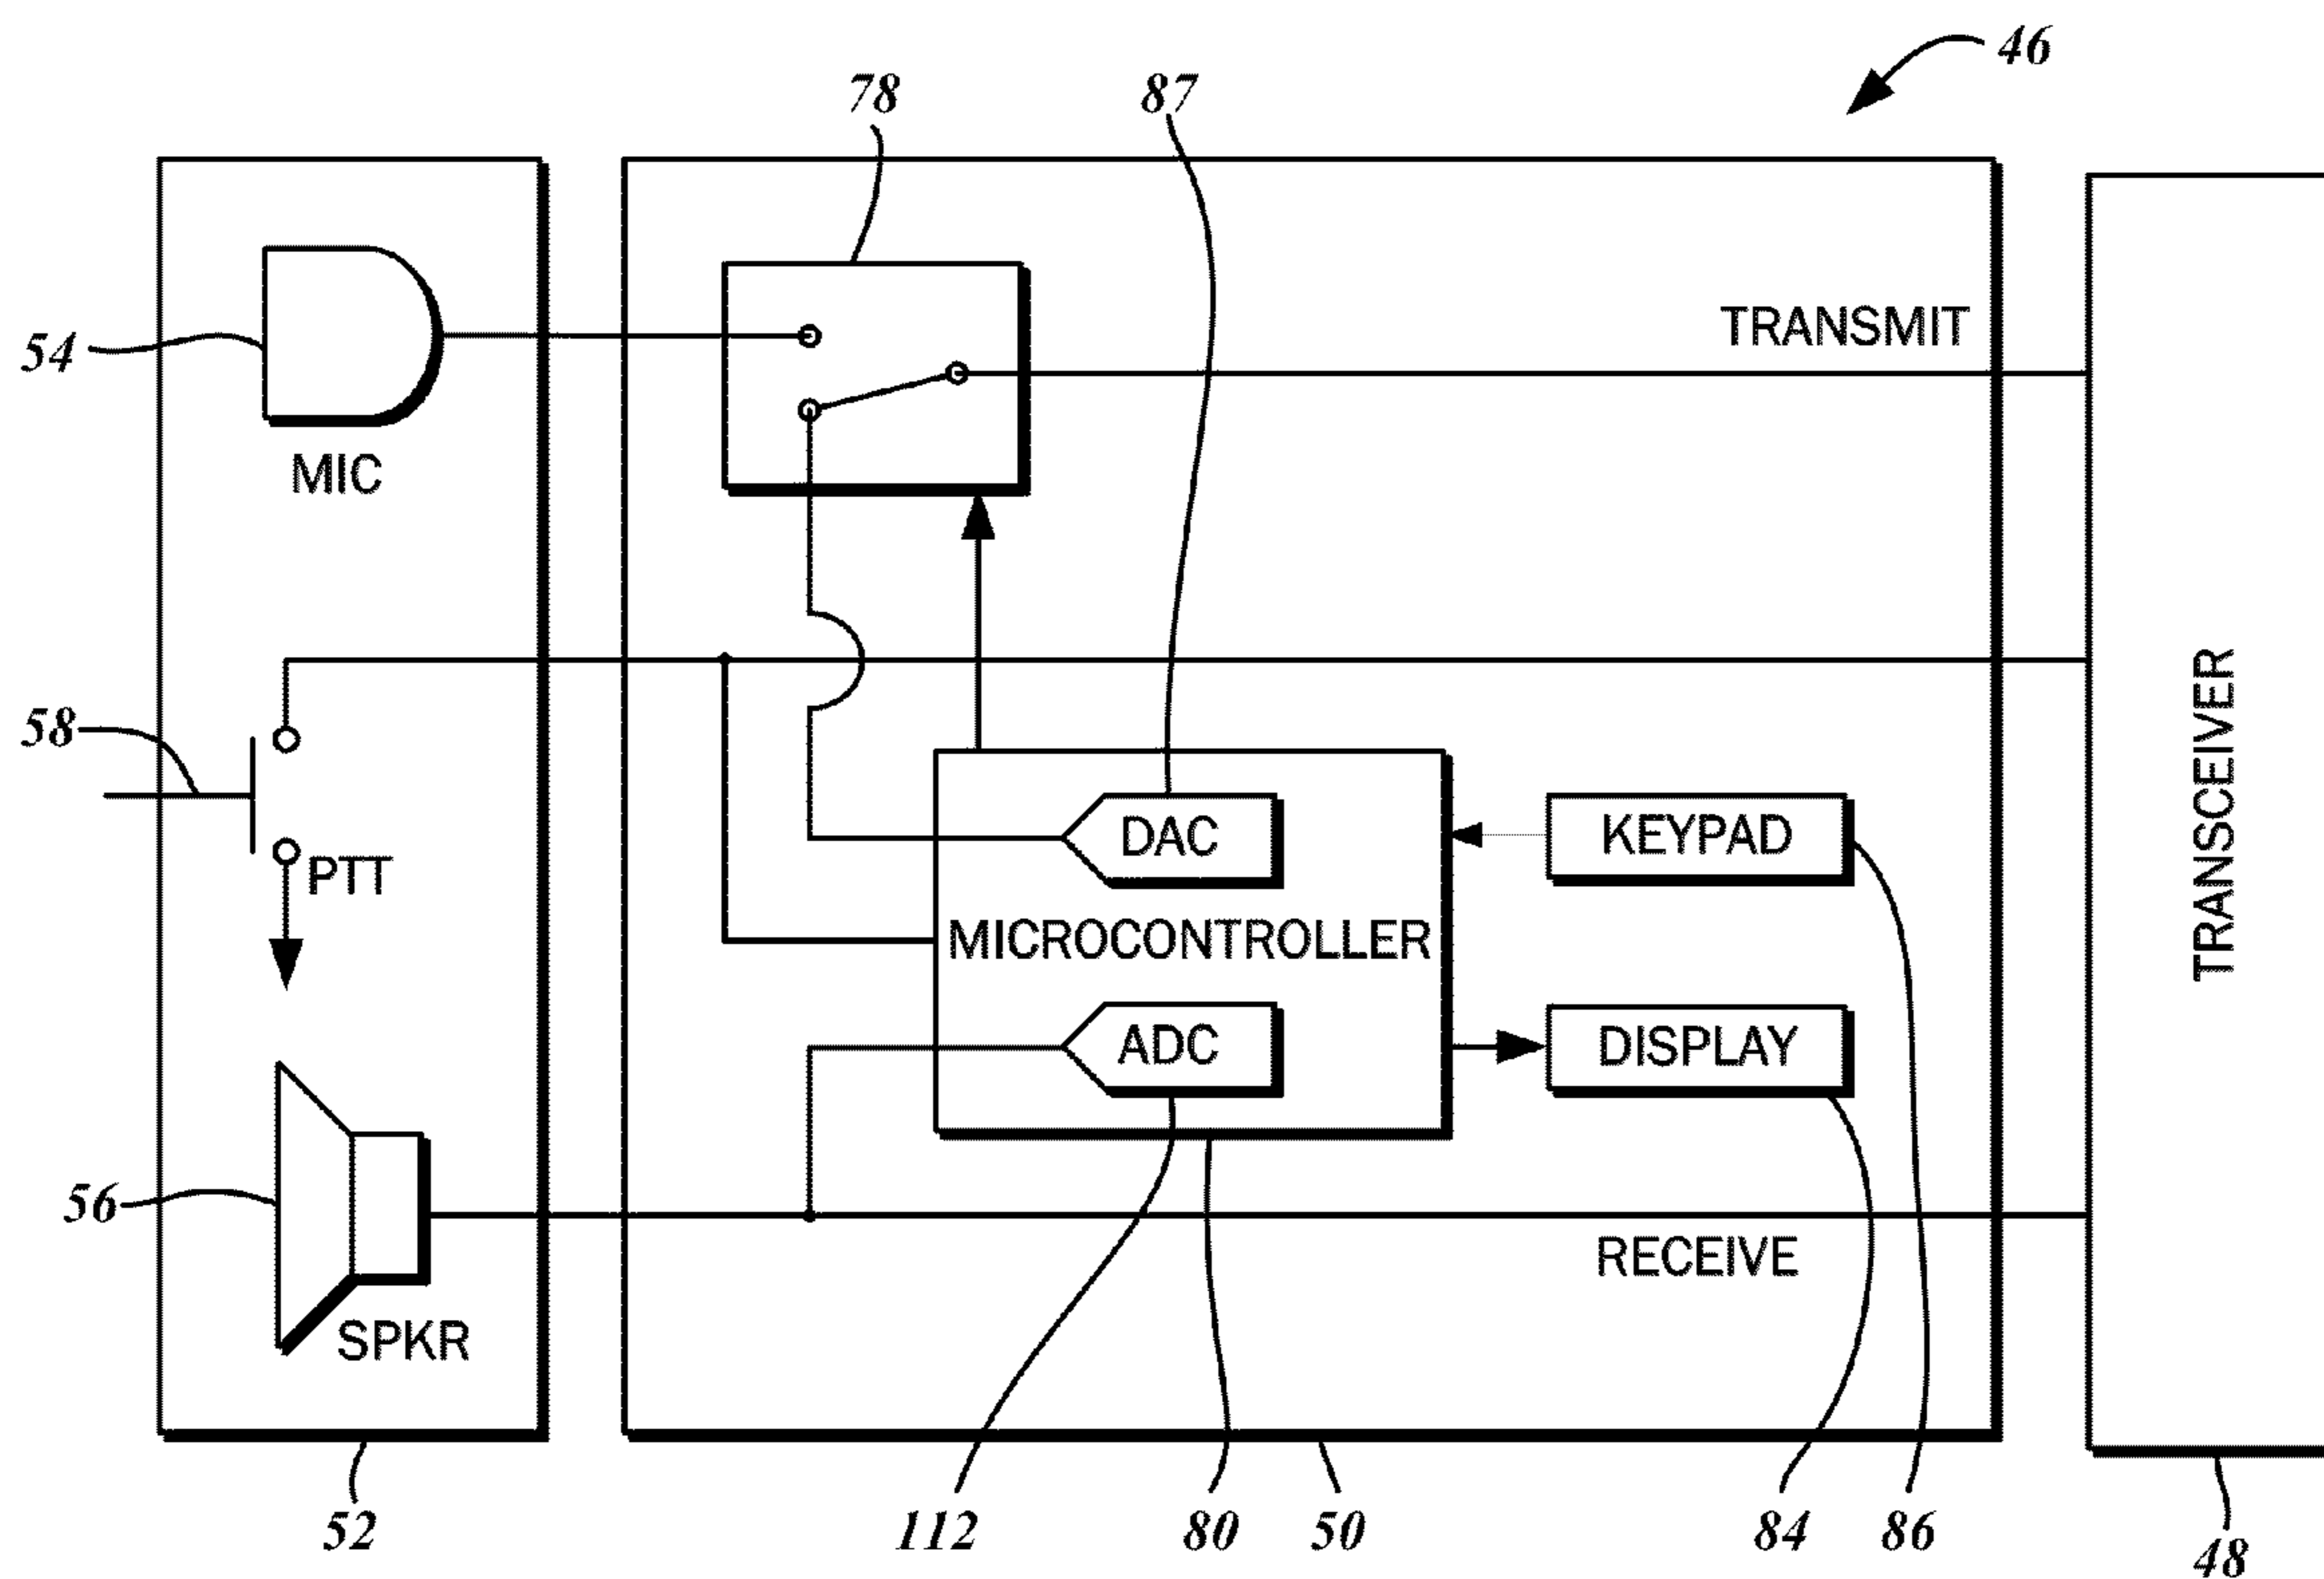 46
78
87
54
MIC
TRANSMIT
58
PTT
DAC
KEYPAD
MICROCONTROLLER
TRANSCEIVER
ADC
DISPLAY
56
SPKR
RECEIVE
52
112
80
50
84
86
48